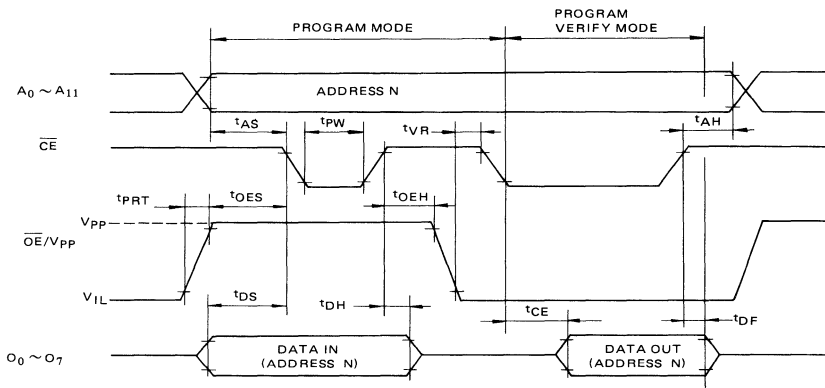 PROGRAM MODE
PROGRAM
VERIFY MODE
A0 ~ A11
ADDRESS N
tAS
tPW
tVR
tAH
CE
tPRT
tOES
tOEH
VPP
OE/VPP
VIL
tDS
tDH
tCE
tDF
O0 ~ O7
DATA IN
(ADDRESS N)
DATA OUT
(ADDRESS N)